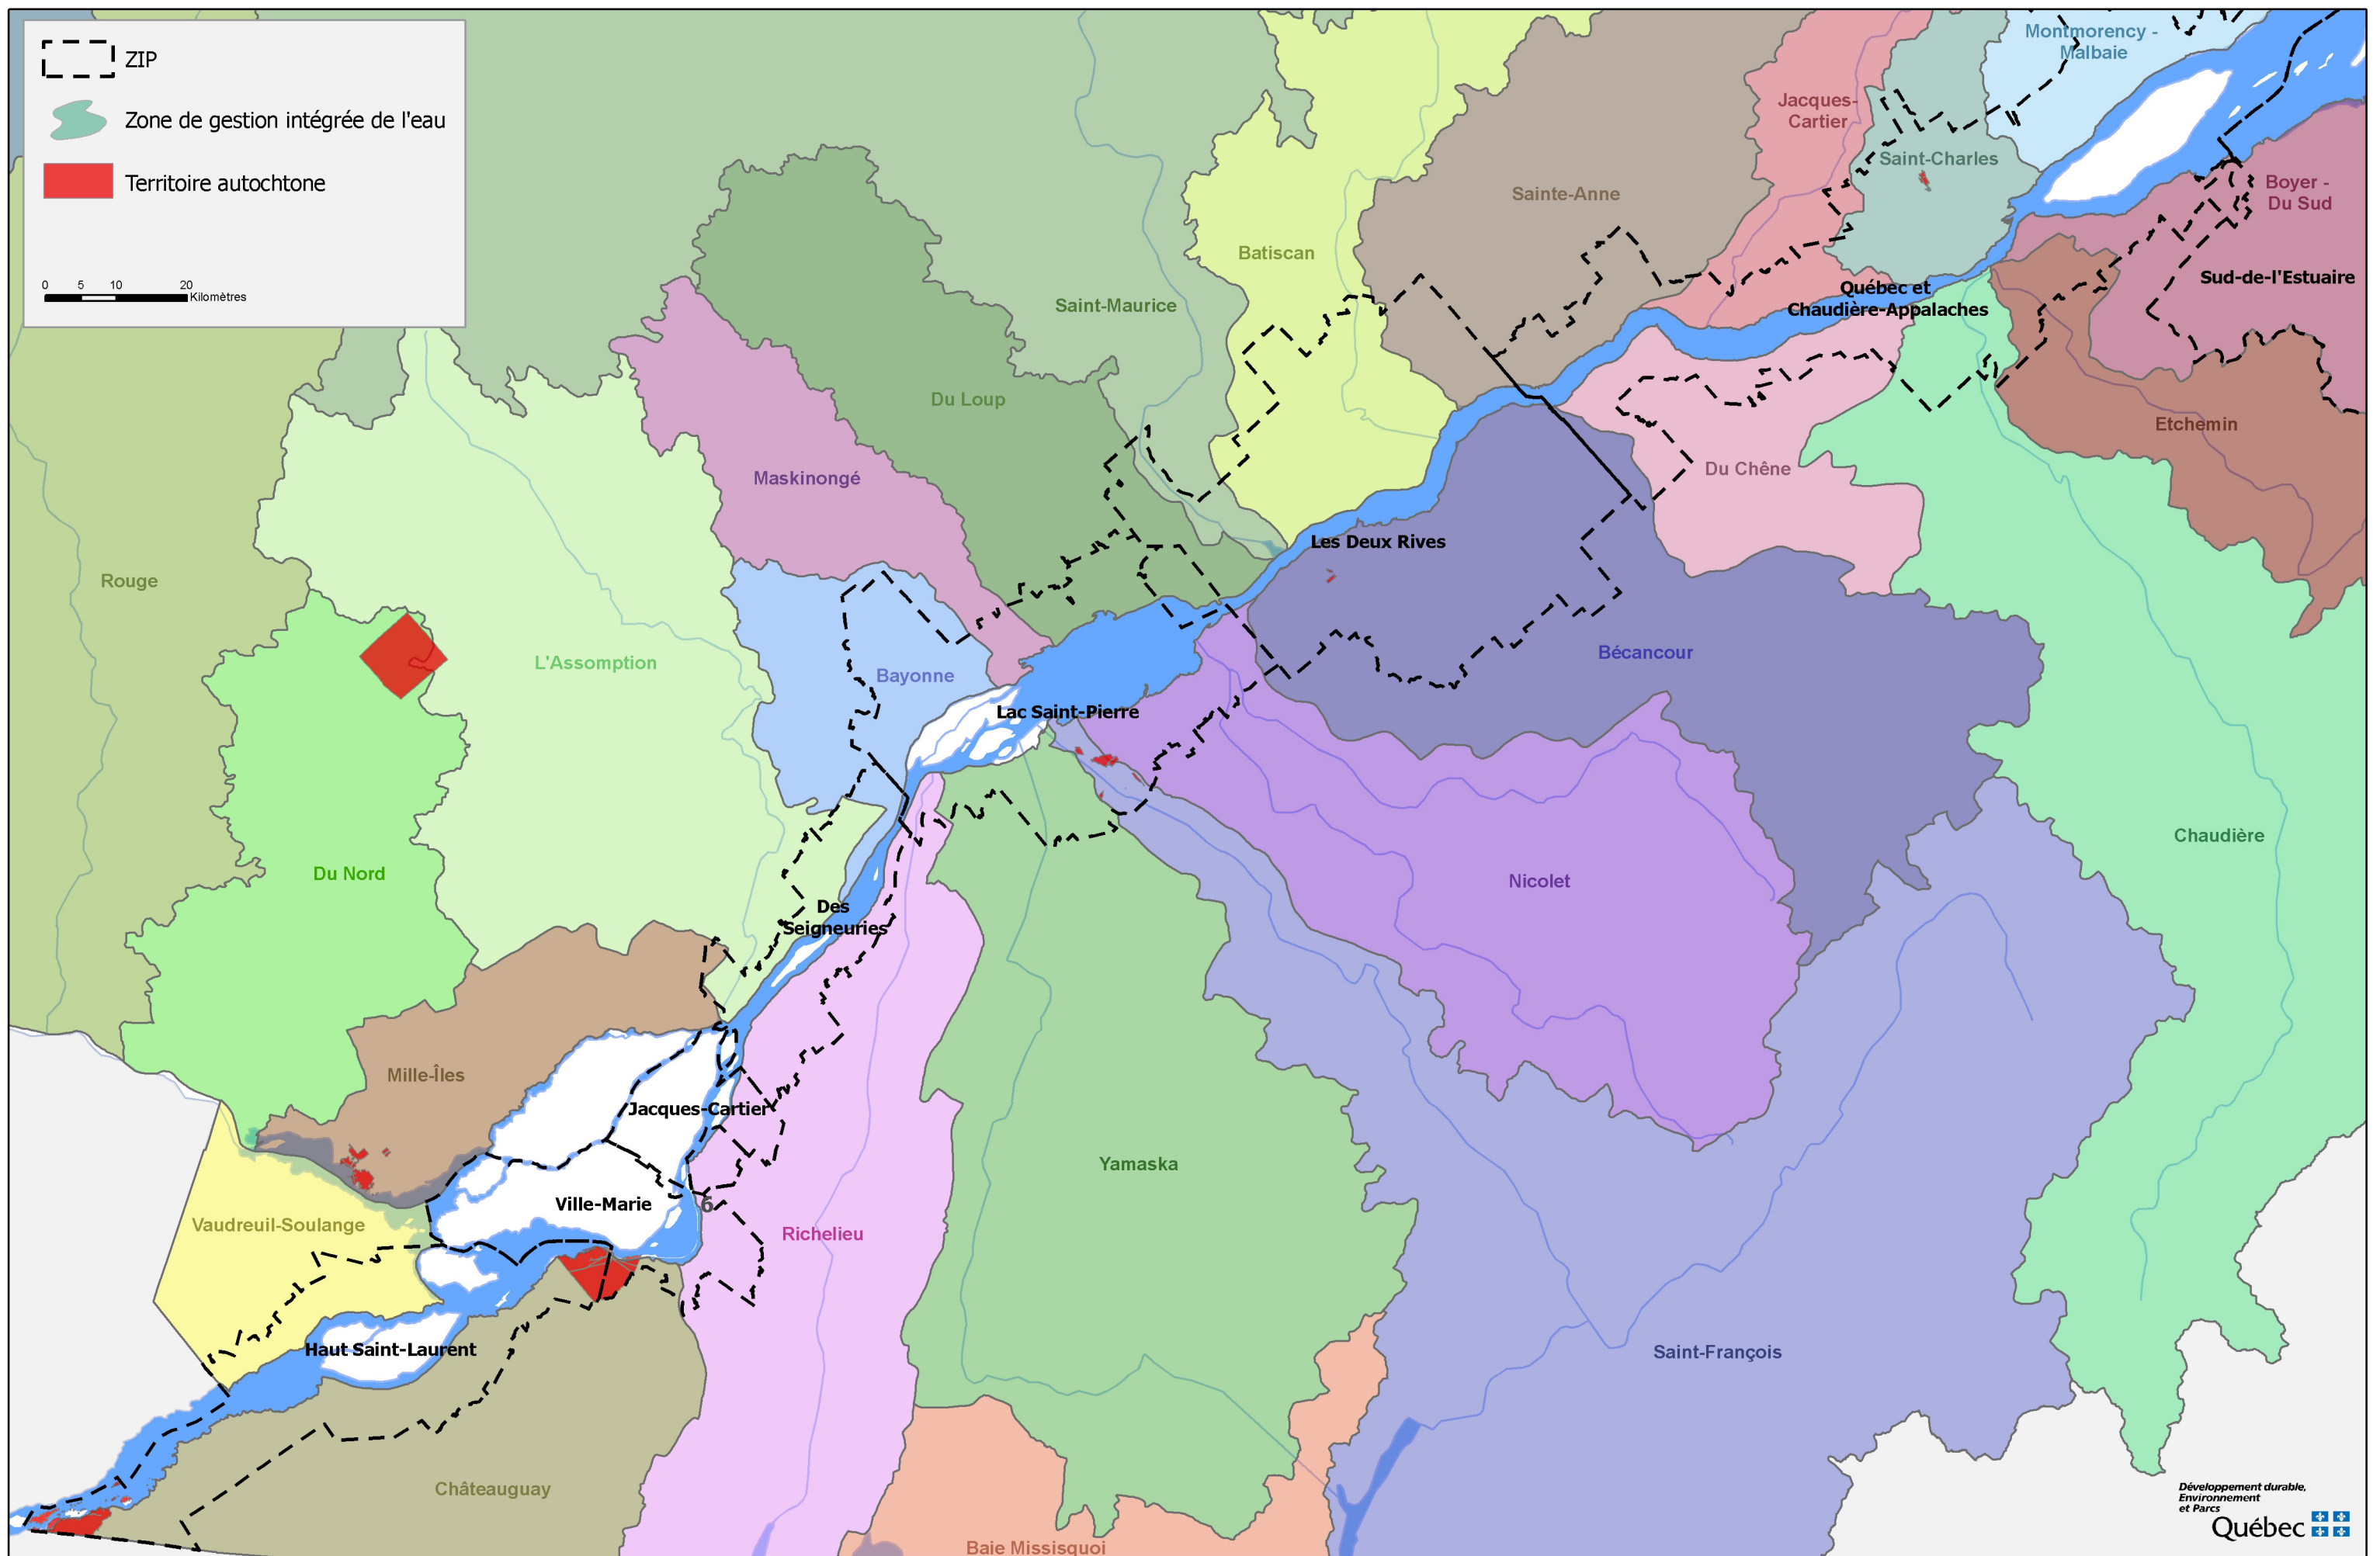 ZIP
Zone de gestion intégrée de l'eau
Territoire autochtone
0 5 10 20
Kilomètres
Montmorency -
Malbaie
Jacques-
Cartier
Saint-Charles
Sainte-Anne
Boyer -
Du Sud
Batiscan
Sud-de-l'Estuaire
Québec et
Chaudière-Appalaches
Saint-Maurice
Du Loup
Etchemin
Maskinongé
Du Chêne
Les Deux Rives
Rouge
Bécancour
L'Assomption
Bayonne
Lac Saint-Pierre
Chaudière
Du Nord
Nicolet
Des
Seigneuries
Mille-Îles
Jacques-Cartier
Yamaska
Ville-Marie
6
Vaudreuil-Soulange
Richelieu
Haut Saint-Laurent
Saint-François
Châteauguay
Baie Missisquoi
Développement durable,
Environnement
et Parcs
Québec